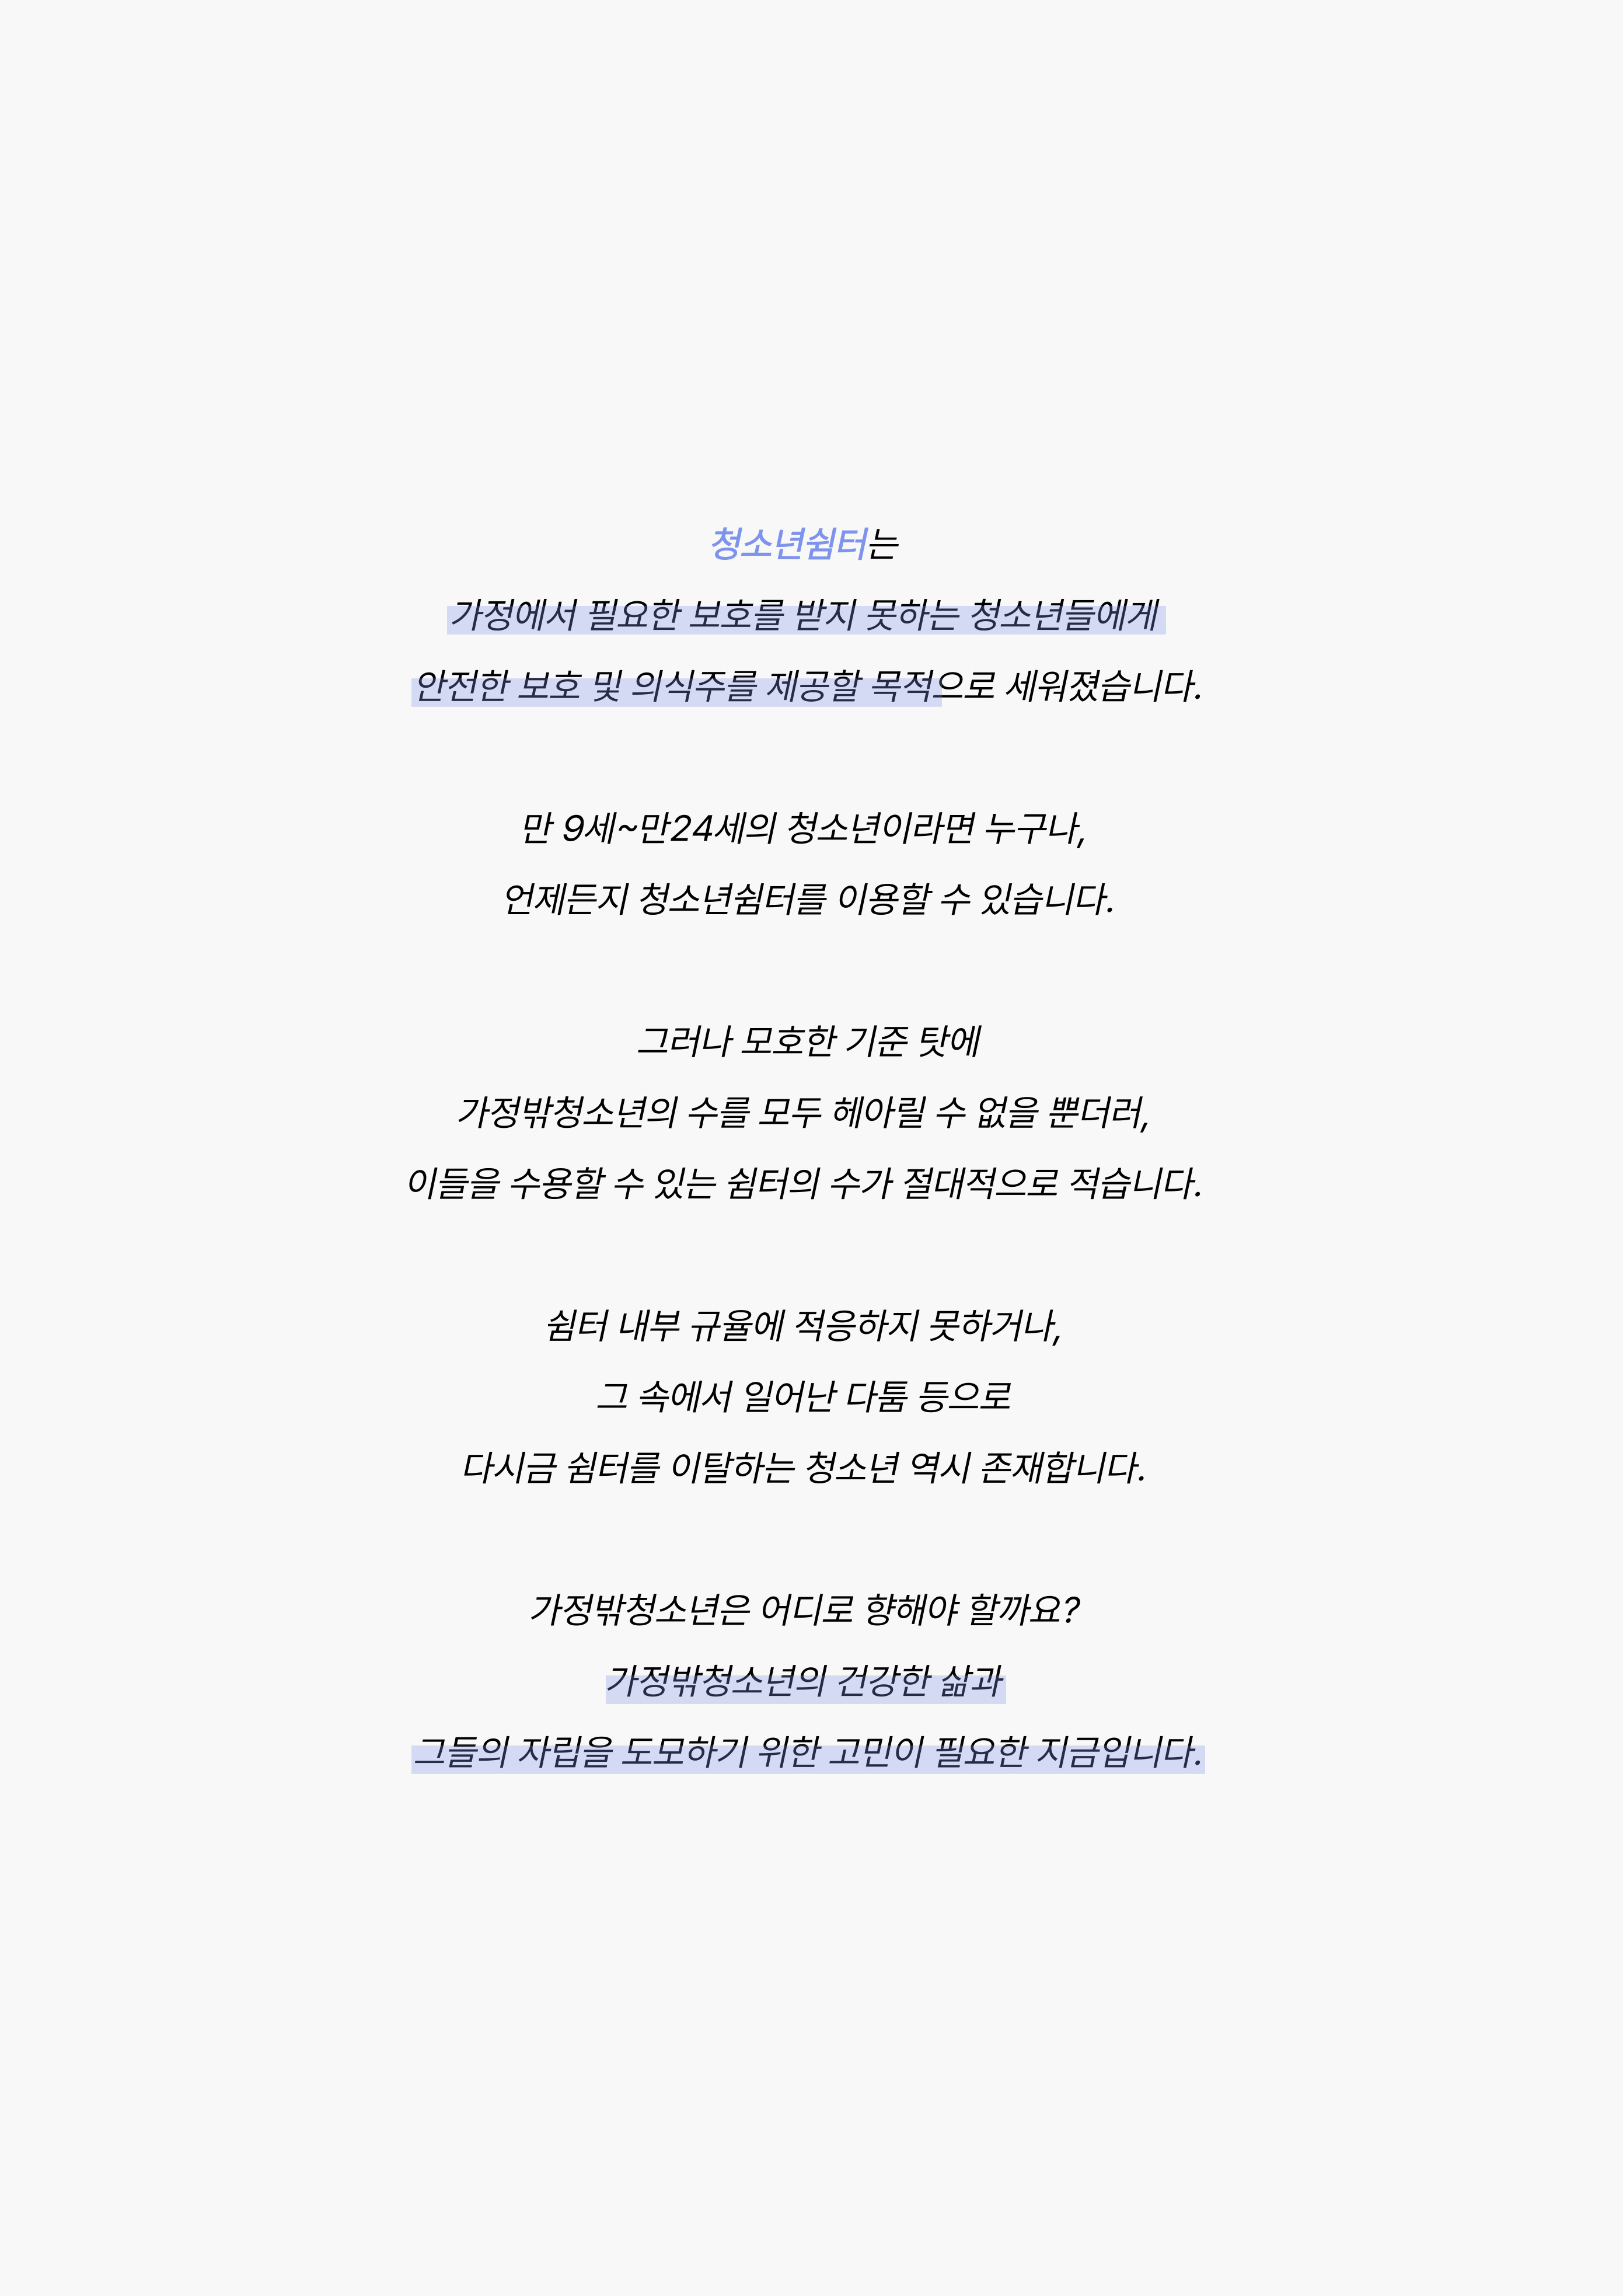 청소년쉼터는
가정에서 필요한 보호를 받지 못하는 청소년들에게
안전한 보호 및 의식주를 제공할 목적으로 세워졌습니다.
만 9세~만24세의 청소년이라면 누구나,
언제든지 청소년쉼터를 이용할 수 있습니다.
그러나 모호한 기준 탓에
가정밖청소년의 수를 모두 헤아릴 수 없을 뿐더러,
이들을 수용할 수 있는 쉼터의 수가 절대적으로 적습니다.
쉼터 내부 규율에 적응하지 못하거나,
그 속에서 일어난 다툼 등으로
다시금 쉼터를 이탈하는 청소년 역시 존재합니다.
가정밖청소년은 어디로 향해야 할까요?
가정밖청소년의 건강한 삶과
그들의 자립을 도모하기 위한 고민이 필요한 지금입니다.